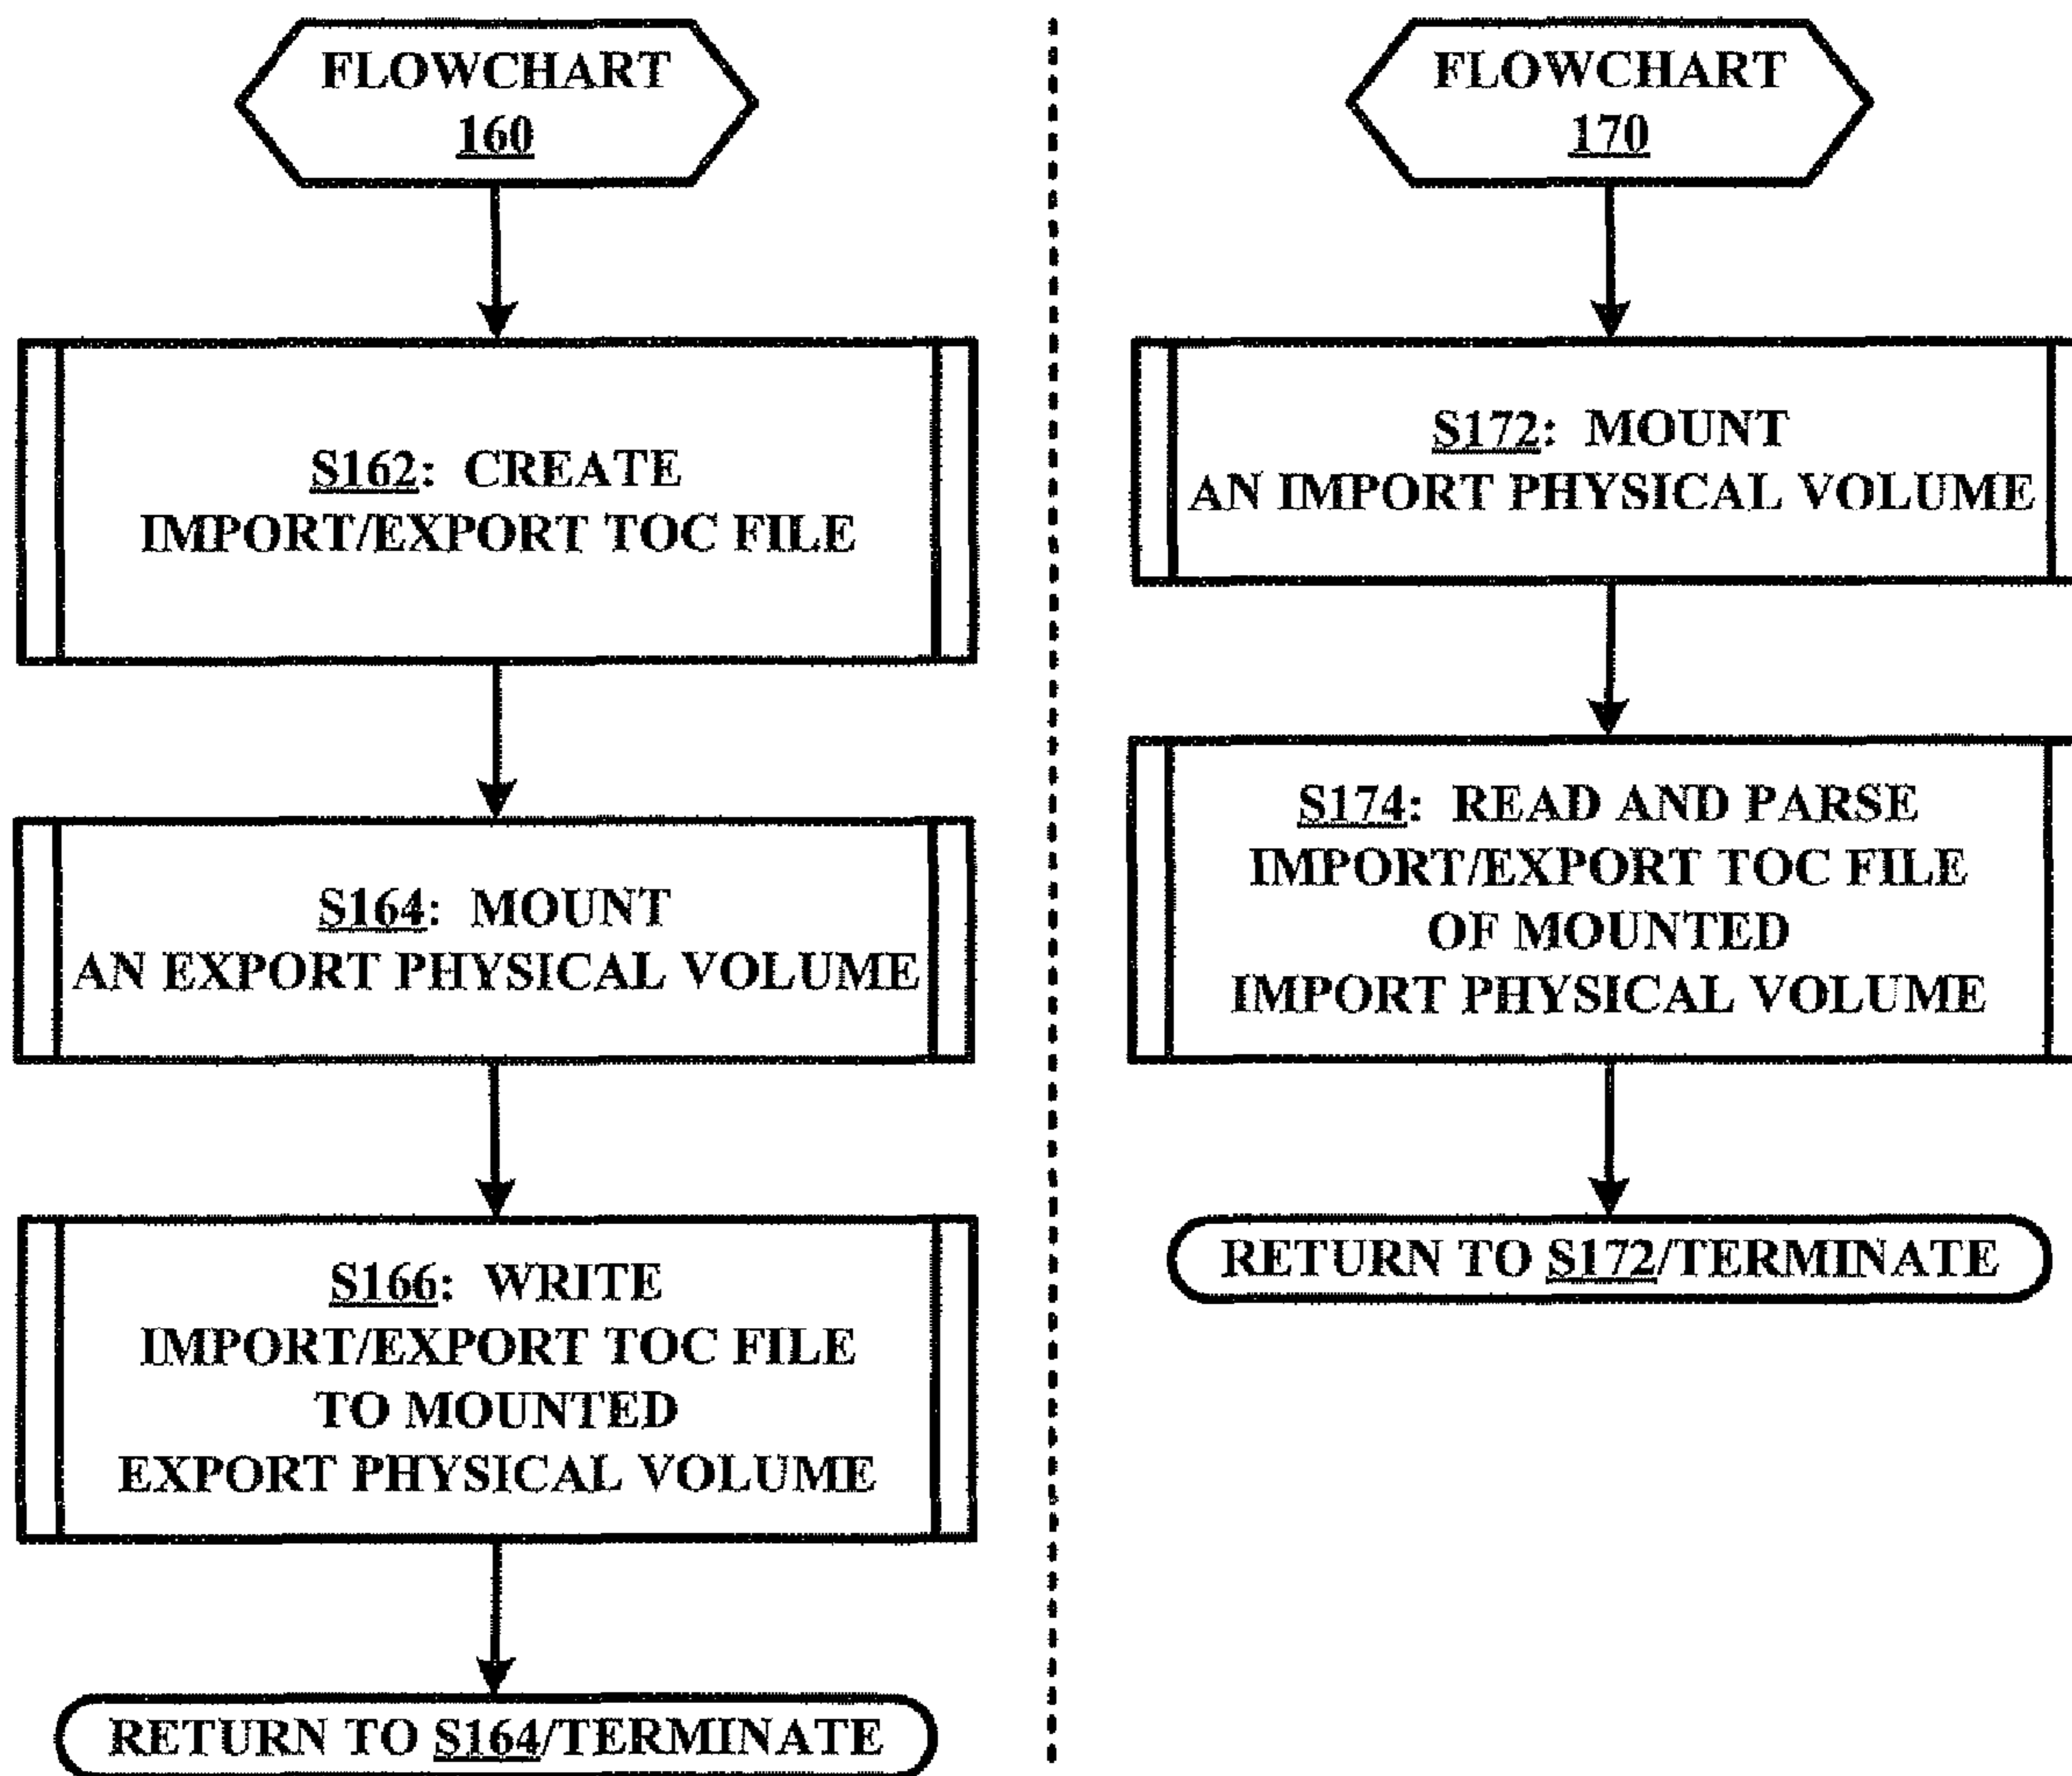 FLOWCHART
160
S162: CREATE
IMPORT/EXPORT TOC FILE
S164: MOUNT
AN EXPORT PHYSICAL VOLUME
S166: WRITE
IMPORT/EXPORT TOC FILE
TO MOUNTED
EXPORT PHYSICAL VOLUME
RETURN TO S164/TERMINATE
FLOWCHART
170
S172: MOUNT
AN IMPORT PHYSICAL VOLUME
S174: READ AND PARSE
IMPORT/EXPORT TOC FILE
OF MOUNTED
IMPORT PHYSICAL VOLUME
RETURN TO S172/TERMINATE